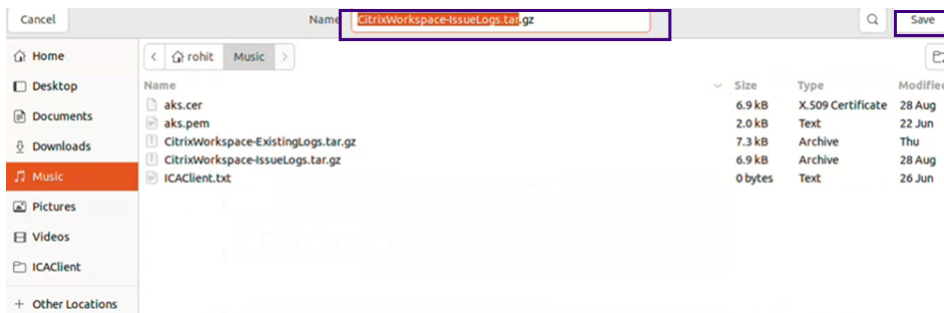 Cancel Name CitrixWorkspace-IssueLogs.tar.gz Save
Home
Desktop
Documents
Downloads
Music
Pictures
Videos
ICAClient
+ Other Locations
< rohit Music >
Name Size Type Modified
aks.cer 6.9 kB X.509 Certificate 28 Aug
aks.pem 2.0 kB Text 22 Jun
CitrixWorkspace-ExistingLogs.tar.gz 7.3 kB Archive Thu
CitrixWorkspace-IssueLogs.tar.gz 6.9 kB Archive 28 Aug
ICAClient.txt 0 bytes Text 26 Jun